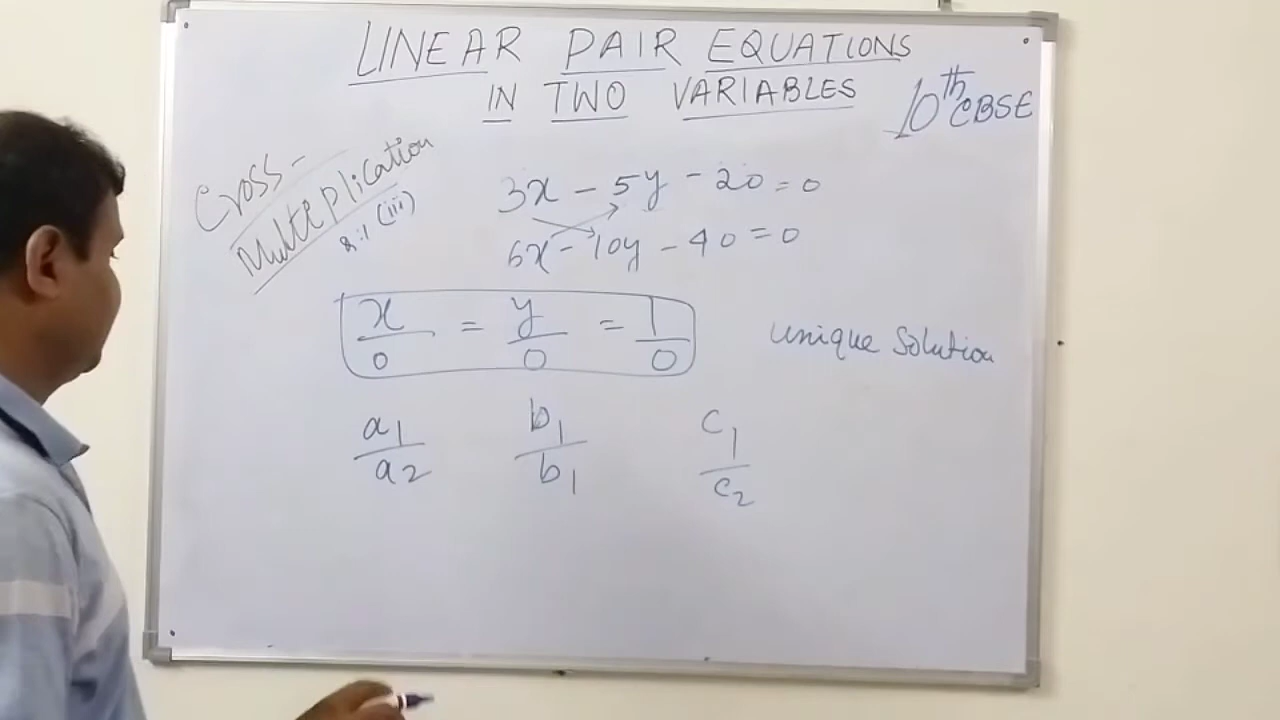 LINEAR PAIR EQUATIONS
IN TWO VARIABLES
10th CBSE
Cross-
Multiplication
(iii)
3x - 5y - 20 = 0
6x - 10y - 40 = 0
x/0 = y/0 = 1/0
unique solution
a1/a2 b1/b1 c1/c2